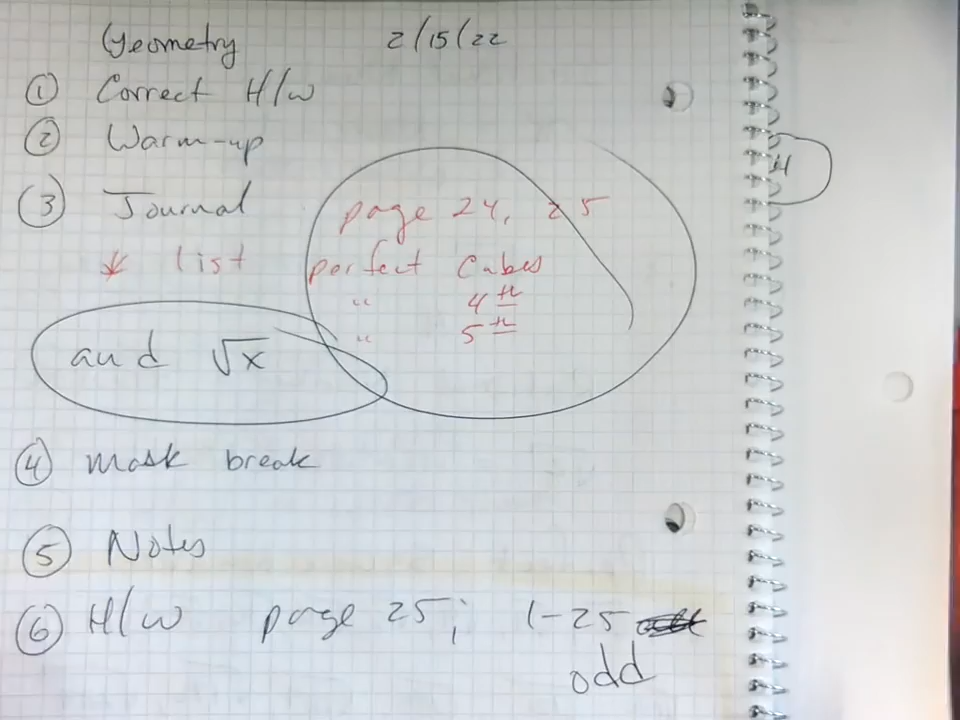 Geometry 2/15/22
① Correct H/w
② Warm-up
③ Journal page 24, 25
↓ list perfect Cubes
" 4th
" 5th
and √x
④ mask break
⑤ Notes
⑥ H/w page 25; 1-25
odd
4